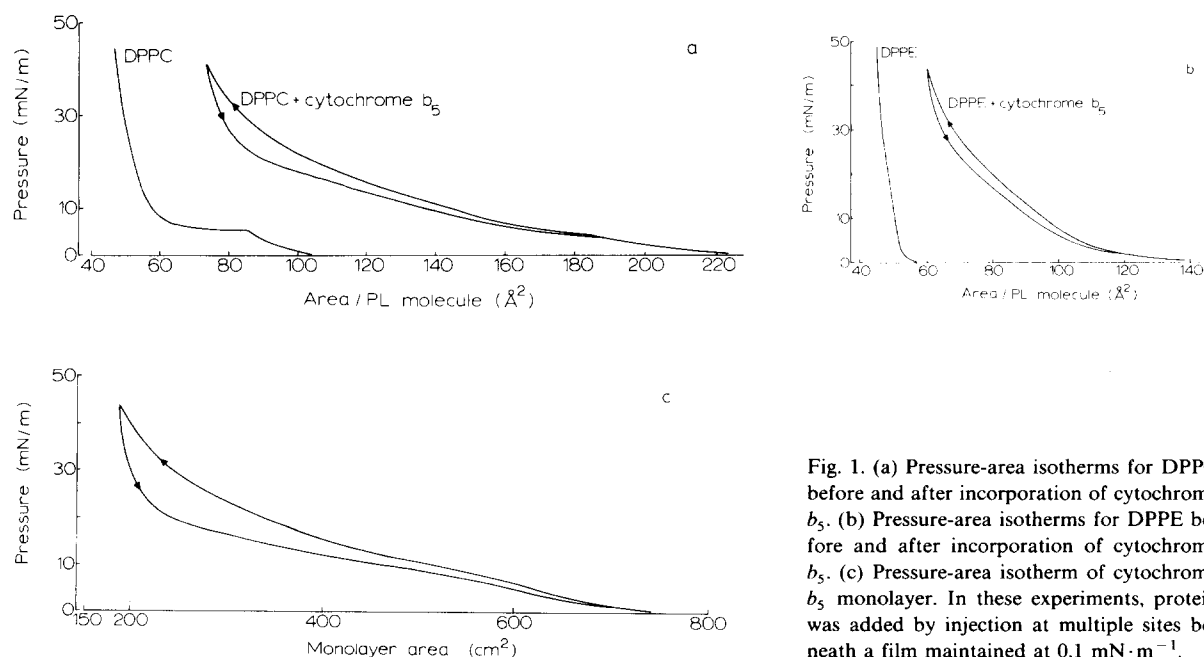 50
DPPC
a
DPPC + cytochrome b5
30
10
0
Pressure (mN/m)
40 60 80 100 120 140 160 180 200 220
Area / PL molecule (Å²)
50
DPPE
b
DPPE + cytochrome b5
30
10
0
Pressure (mN/m)
40 60 80 100 120 140
Area / PL molecule (Å²)
50
c
30
10
0
Pressure (mN/m)
150 200 400 600 800
Monolayer area (cm²)
Fig. 1. (a) Pressure-area isotherms for DPP
before and after incorporation of cytochrom
b5. (b) Pressure-area isotherms for DPPE be
fore and after incorporation of cytochrom
b5. (c) Pressure-area isotherm of cytochrom
b5 monolayer. In these experiments, protei
was added by injection at multiple sites be
neath a film maintained at 0.1 mN·m⁻¹.